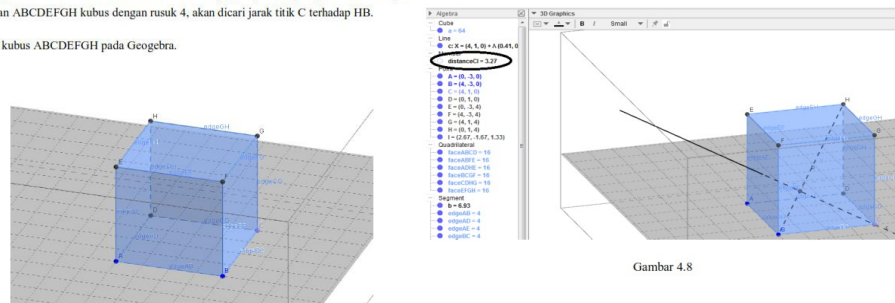 an ABCDEFGH kubus dengan rusuk 4, akan dicari jarak titik C terhadap HB.
kubus ABCDEFGH pada Geogebra.
H
edgeGH
G
E
F
D
A
B
edgeAB
Algebra
Cube
a = 64
Line
c: X = (4, 1, 0) + λ (0.41, 0
Number
distanceCI = 3.27
Point
A = (0, -3, 0)
B = (4, -3, 0)
C = (4, 1, 0)
D = (0, 1, 0)
E = (0, -3, 4)
F = (4, -3, 4)
G = (4, 1, 4)
H = (0, 1, 4)
I = (2.67, -1.67, 1.33)
Quadrilateral
faceABCD = 16
faceABFE = 16
faceADHE = 16
faceBCGF = 16
faceCDHG = 16
faceEFGH = 16
Segment
b = 6.93
edgeAB = 4
edgeAD = 4
edgeAE = 4
edgeBC = 4
3D Graphics
B I Small
E
H
F
A
B
Gambar 4.8